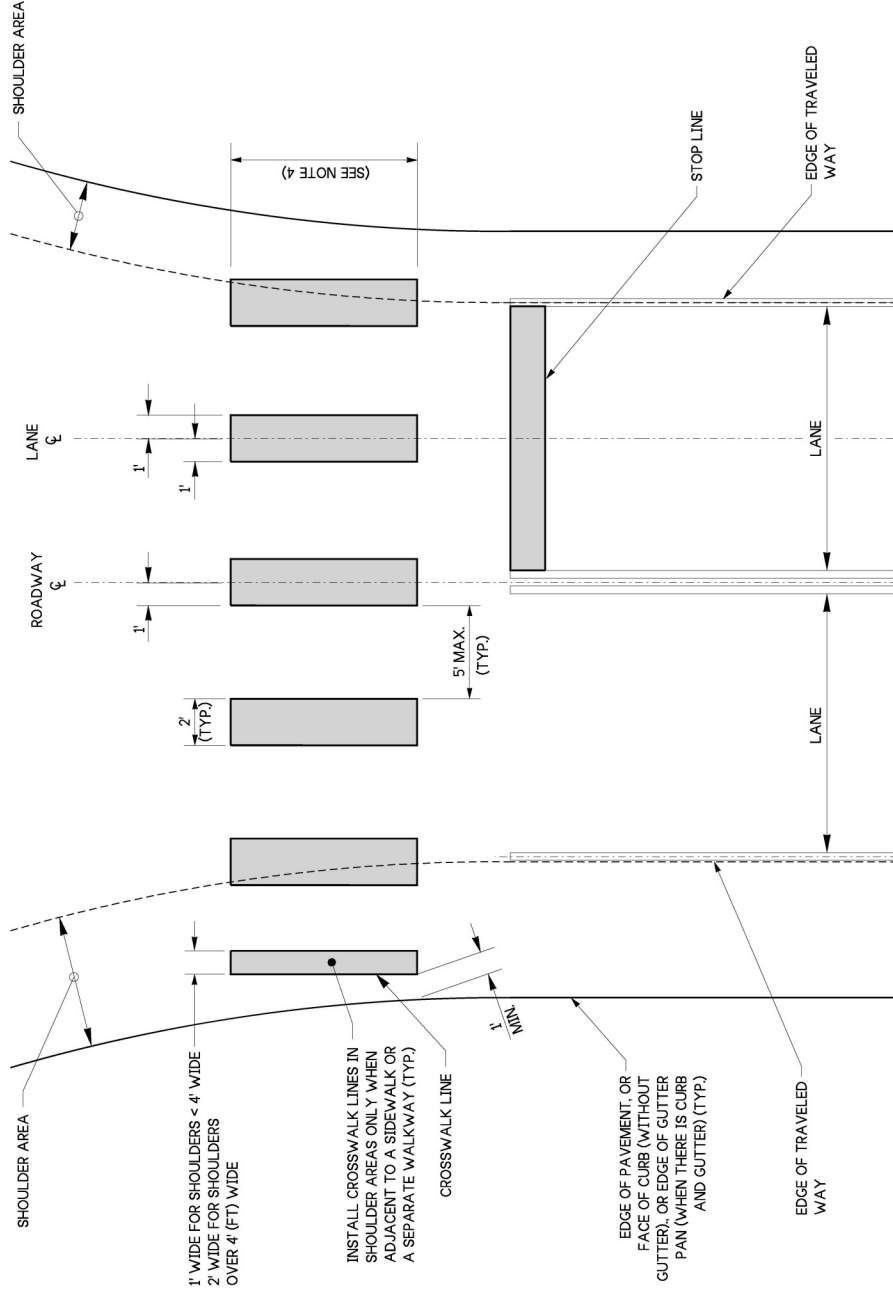 SHOULDER AREA
SHOULDER AREA
LANE
℄
ROADWAY
℄
1'
1'
1'
(SEE NOTE 4)
2'
(TYP.)
5' MAX.
(TYP.)
1' WIDE FOR SHOULDERS < 4' WIDE
2' WIDE FOR SHOULDERS
OVER 4' (FT) WIDE
INSTALL CROSSWALK LINES IN
SHOULDER AREAS ONLY WHEN
ADJACENT TO A SIDEWALK OR
A SEPARATE WALKWAY (TYP.)
CROSSWALK LINE
1'
MIN.
STOP LINE
EDGE OF TRAVELED
WAY
LANE
LANE
EDGE OF PAVEMENT, OR
FACE OF CURB (WITHOUT
GUTTER), OR EDGE OF GUTTER
PAN (WHEN THERE IS CURB
AND GUTTER) (TYP.)
EDGE OF TRAVELED
WAY